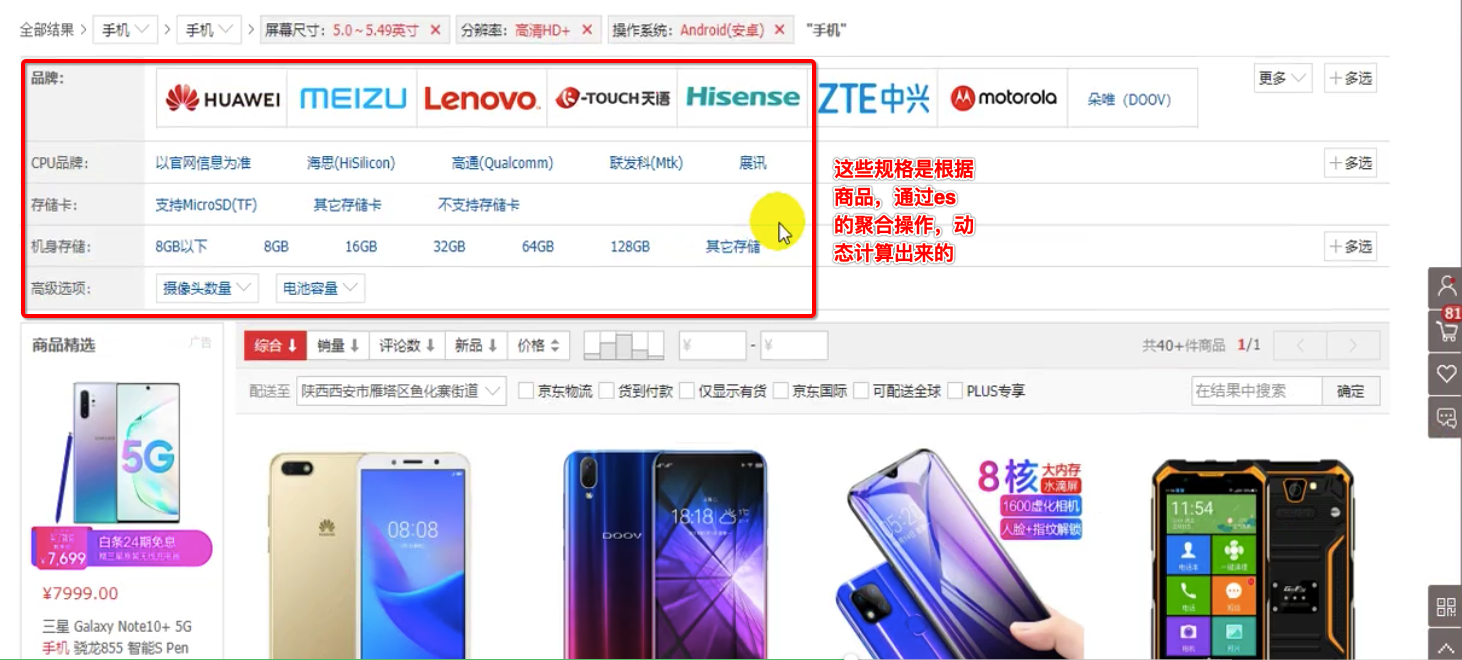 全部结果 > 手机 > 手机 > 屏幕尺寸：5.0～5.49英寸 × 分辨率：高清HD+ × 操作系统：Android(安卓) × "手机"
品牌：
HUAWEI MEIZU Lenovo K-TOUCH天语 Hisense ZTE中兴 motorola 朵唯（DOOV）
更多 +多选
CPU品牌： 以官网信息为准 海思(HiSilicon) 高通(Qualcomm) 联发科(Mtk) 展讯 +多选
存储卡： 支持MicroSD(TF) 其它存储卡 不支持存储卡
机身存储： 8GB以下 8GB 16GB 32GB 64GB 128GB 其它存储 +多选
高级选项： 摄像头数量 电池容量
这些规格是根据
商品，通过es
的聚合操作，动
态计算出来的
81
商品精选 广告
综合↓ 销量↓ 评论数↓ 新品↓ 价格 ¥ - ¥ 共40+件商品 1/1 < >
配送至 陕西西安市雁塔区鱼化寨街道 京东物流 货到付款 仅显示有货 京东国际 可配送全球 PLUS专享 在结果中搜索 确定
5G
白条24期免息
¥7,699
¥7999.00
三星 Galaxy Note10+ 5G
手机 骁龙855 智能S Pen
08:08
DOOV
18:18
8核 大内存
水滴屏
1600虚化相机
人脸+指纹解锁
11:54